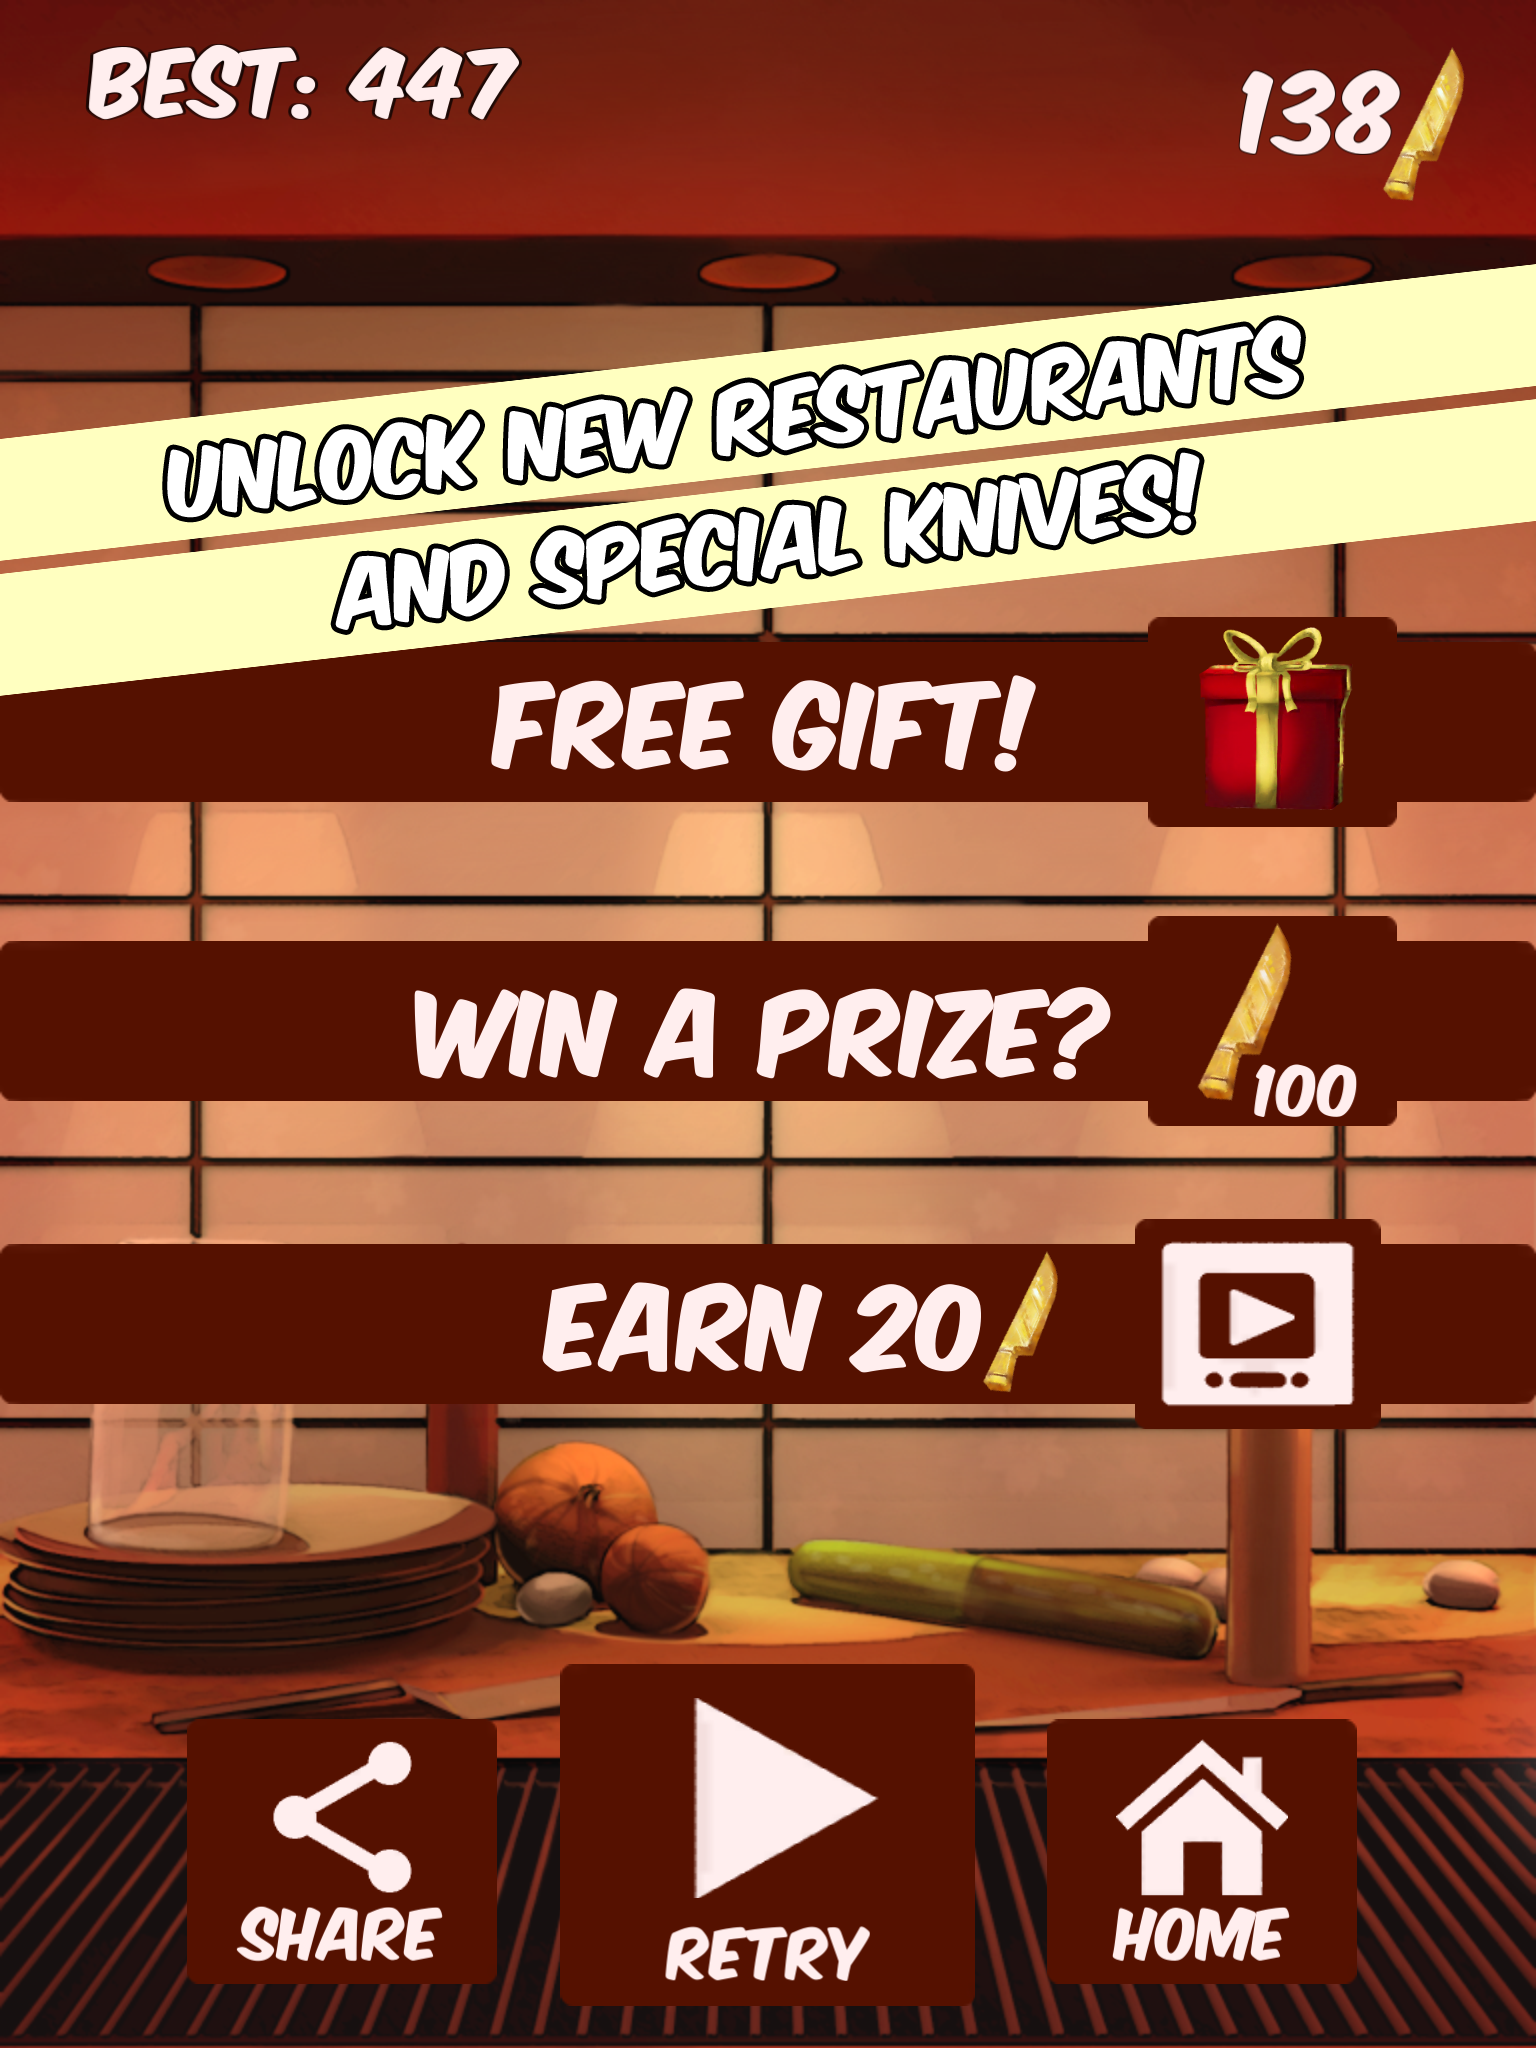 BEST: 447
138
UNLOCK NEW RESTAURANTS
AND SPECIAL KNIVES!
FREE GIFT!
WIN A PRIZE?
100
EARN 20
SHARE
RETRY
HOME